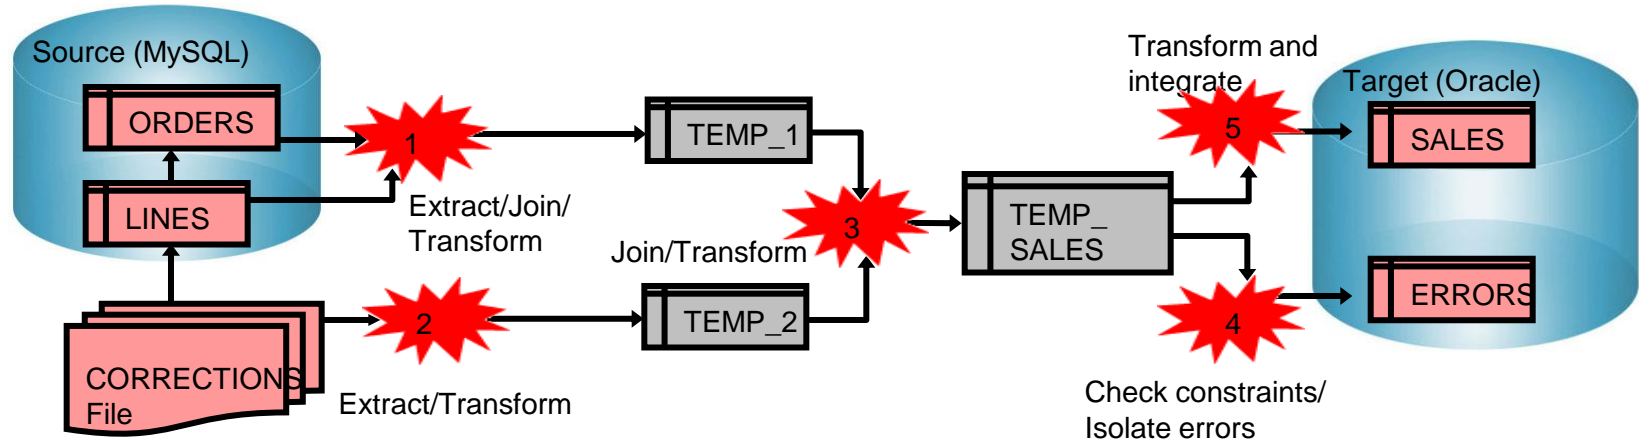 Source (MySQL)
ORDERS
LINES
CORRECTIONS
File
1
Extract/Join/
Transform
2
Extract/Transform
TEMP_1
TEMP_2
Join/Transform
3
TEMP_
SALES
Transform and
integrate
5
4
Check constraints/
Isolate errors
Target (Oracle)
SALES
ERRORS